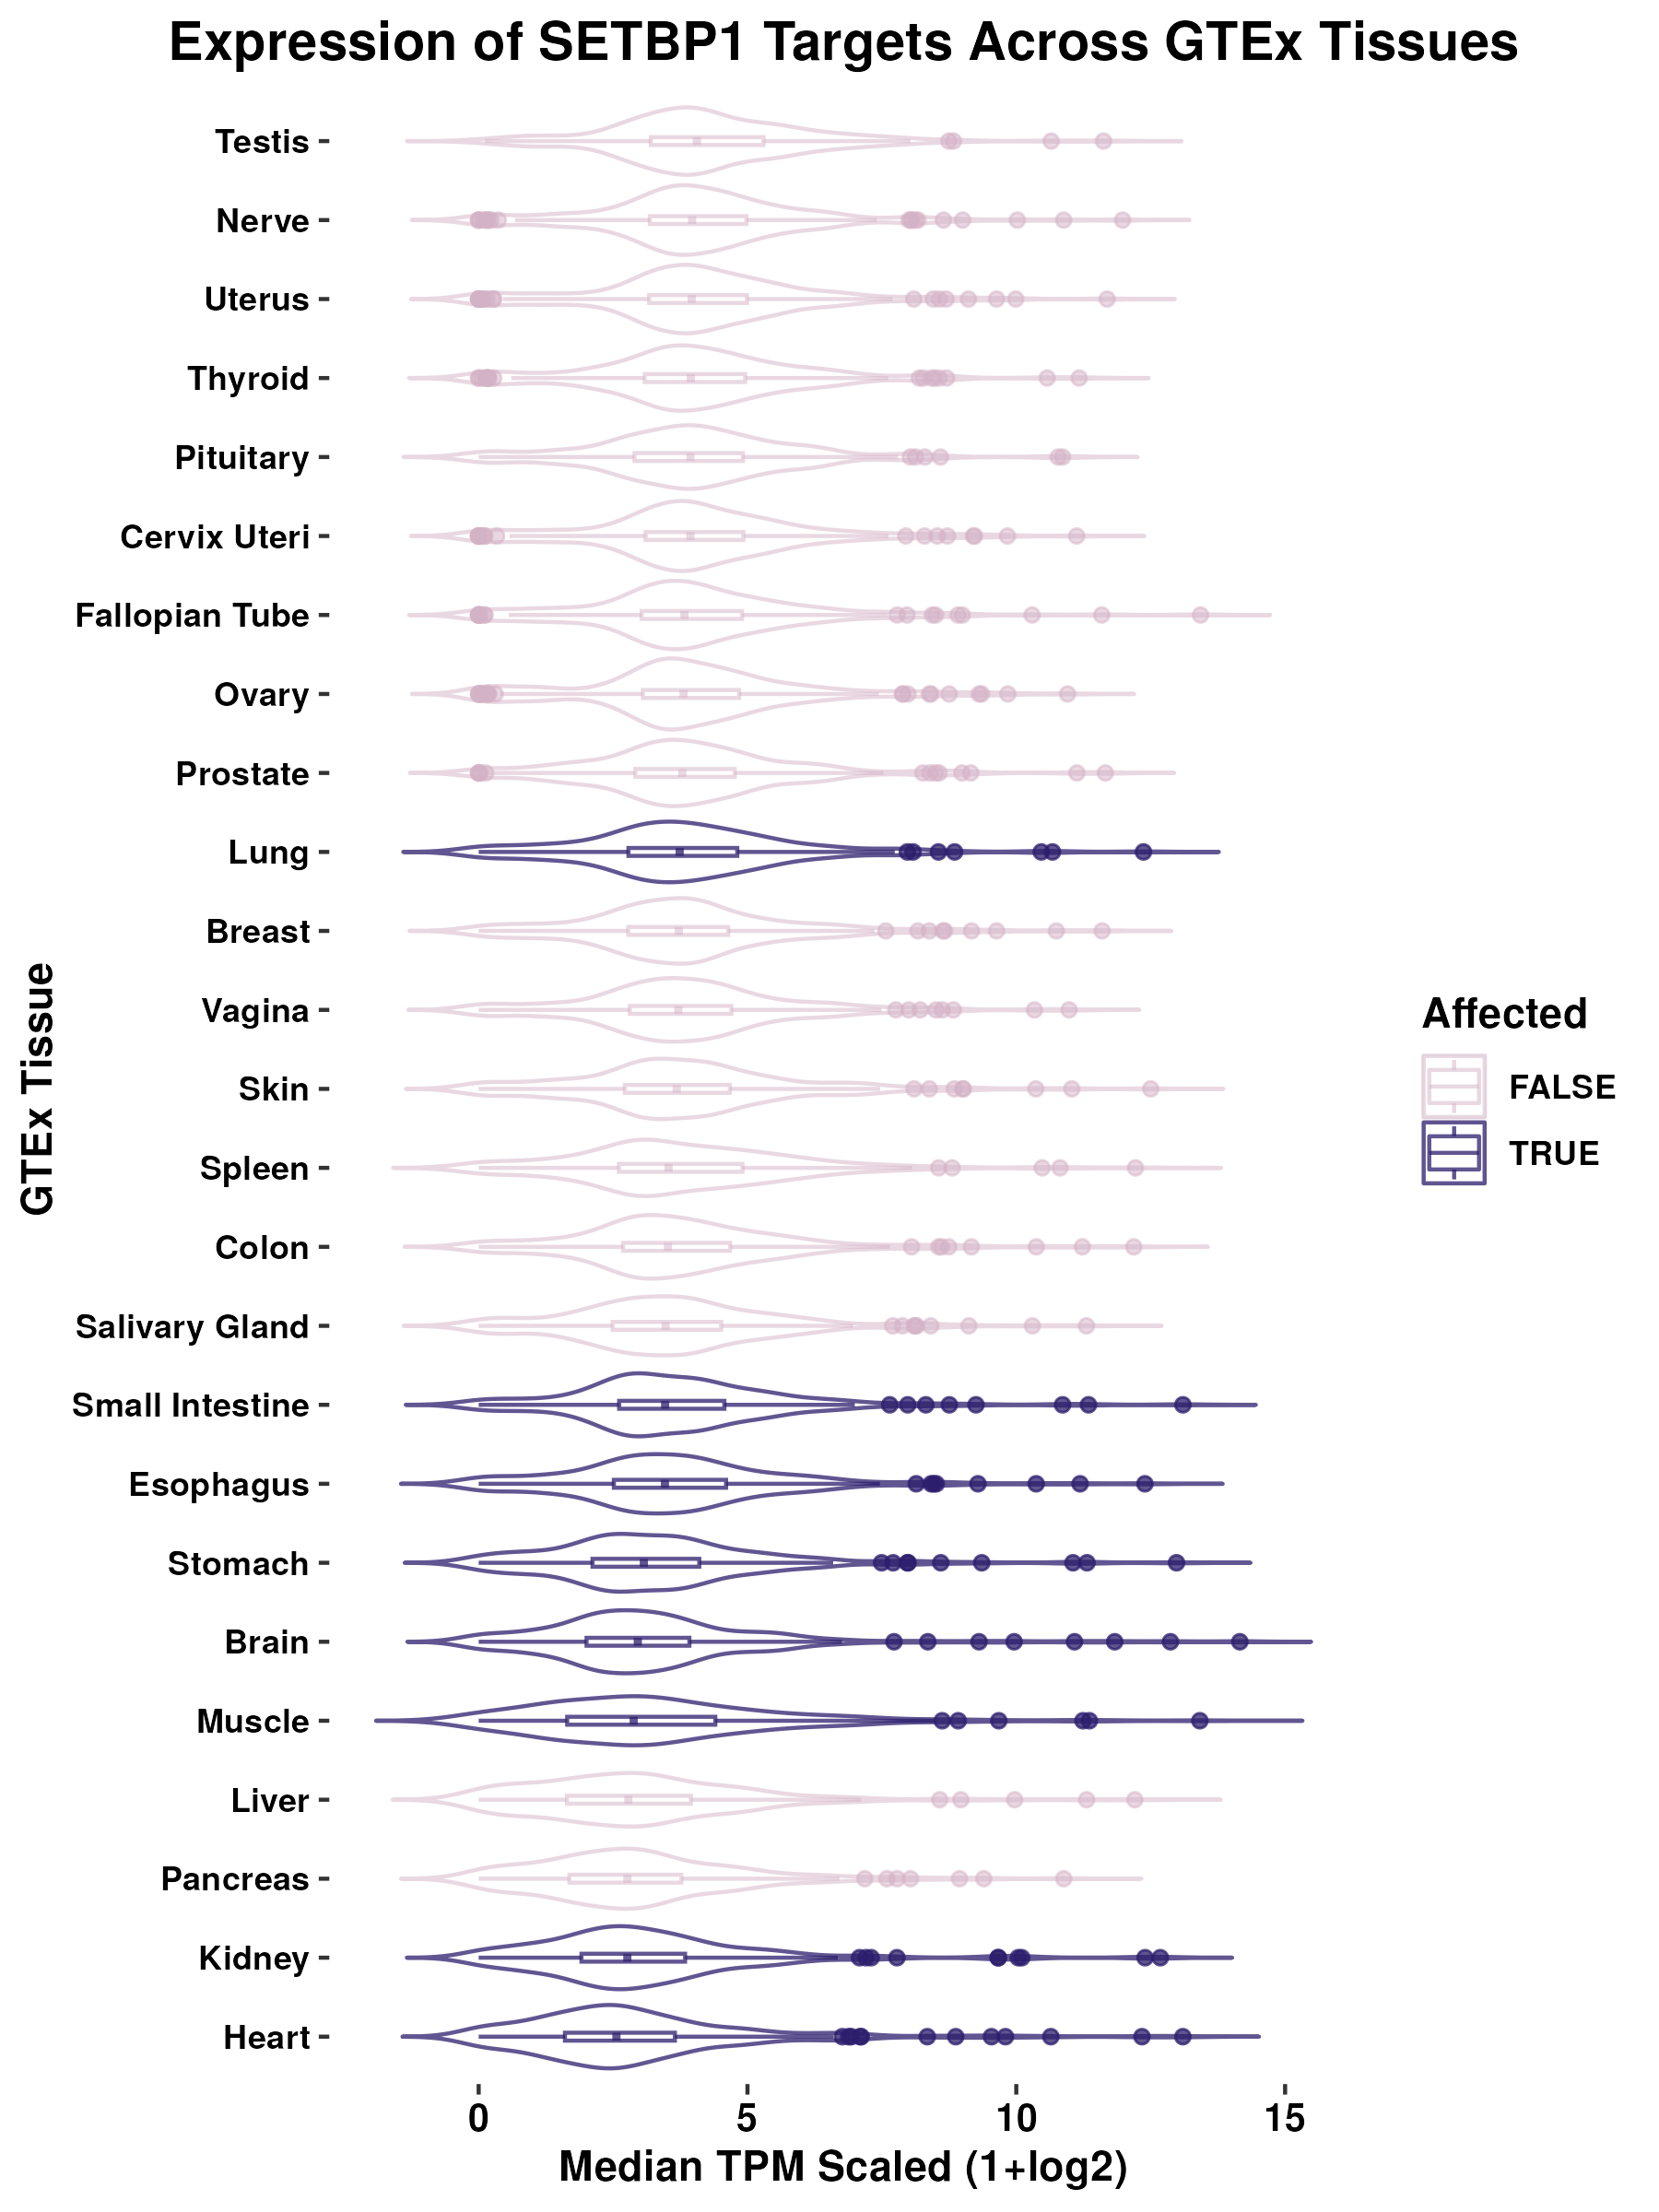 Expression of SETBP1 Targets Across GTEx Tissues
Testis
Nerve
Uterus
Thyroid
Pituitary
Cervix Uteri
Fallopian Tube
Ovary
Prostate
Lung
Breast
Vagina
Skin
Spleen
Colon
Salivary Gland
Small Intestine
Esophagus
Stomach
Brain
Muscle
Liver
Pancreas
Kidney
Heart
GTEx Tissue
0 5 10 15
Median TPM Scaled (1+log2)
Affected
FALSE
TRUE